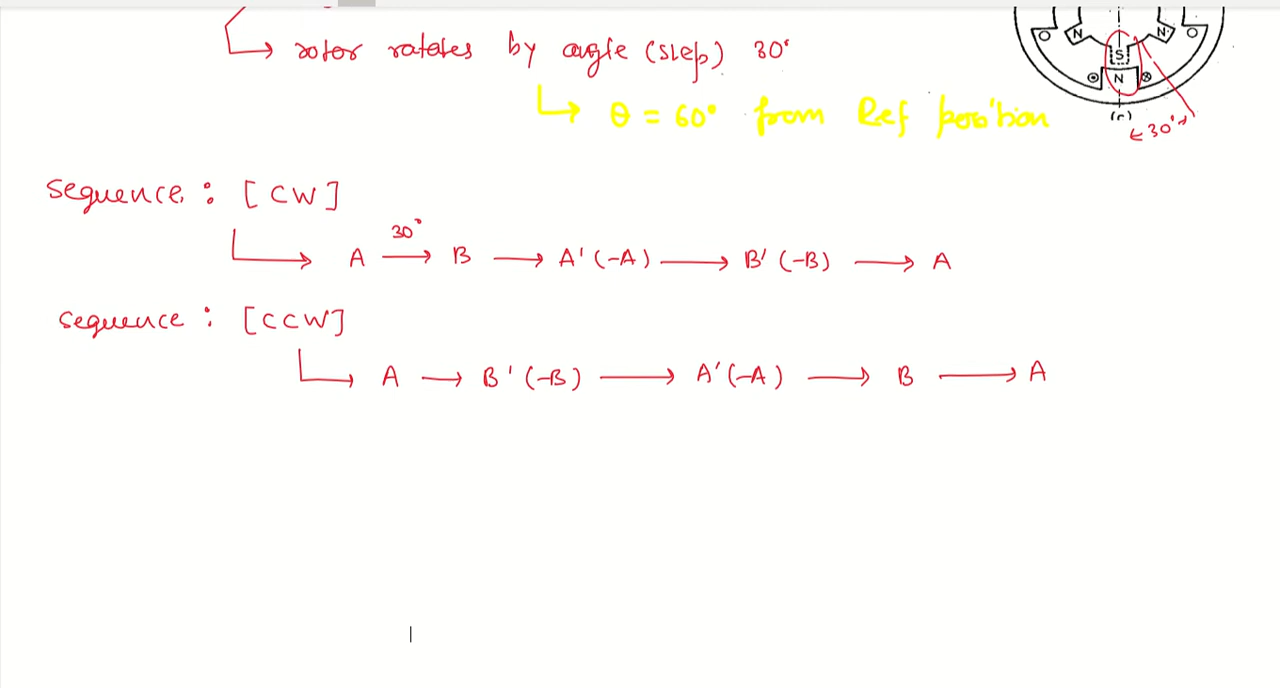 rotor rotates by angle (step) 30°
θ = 60° from Ref position
O N N O
S
N
(c)
30°
sequence : [CW]
30°
A → B → A' (-A) → B' (-B) → A
sequence : [CCW]
A → B' (-B) → A' (-A) → B → A